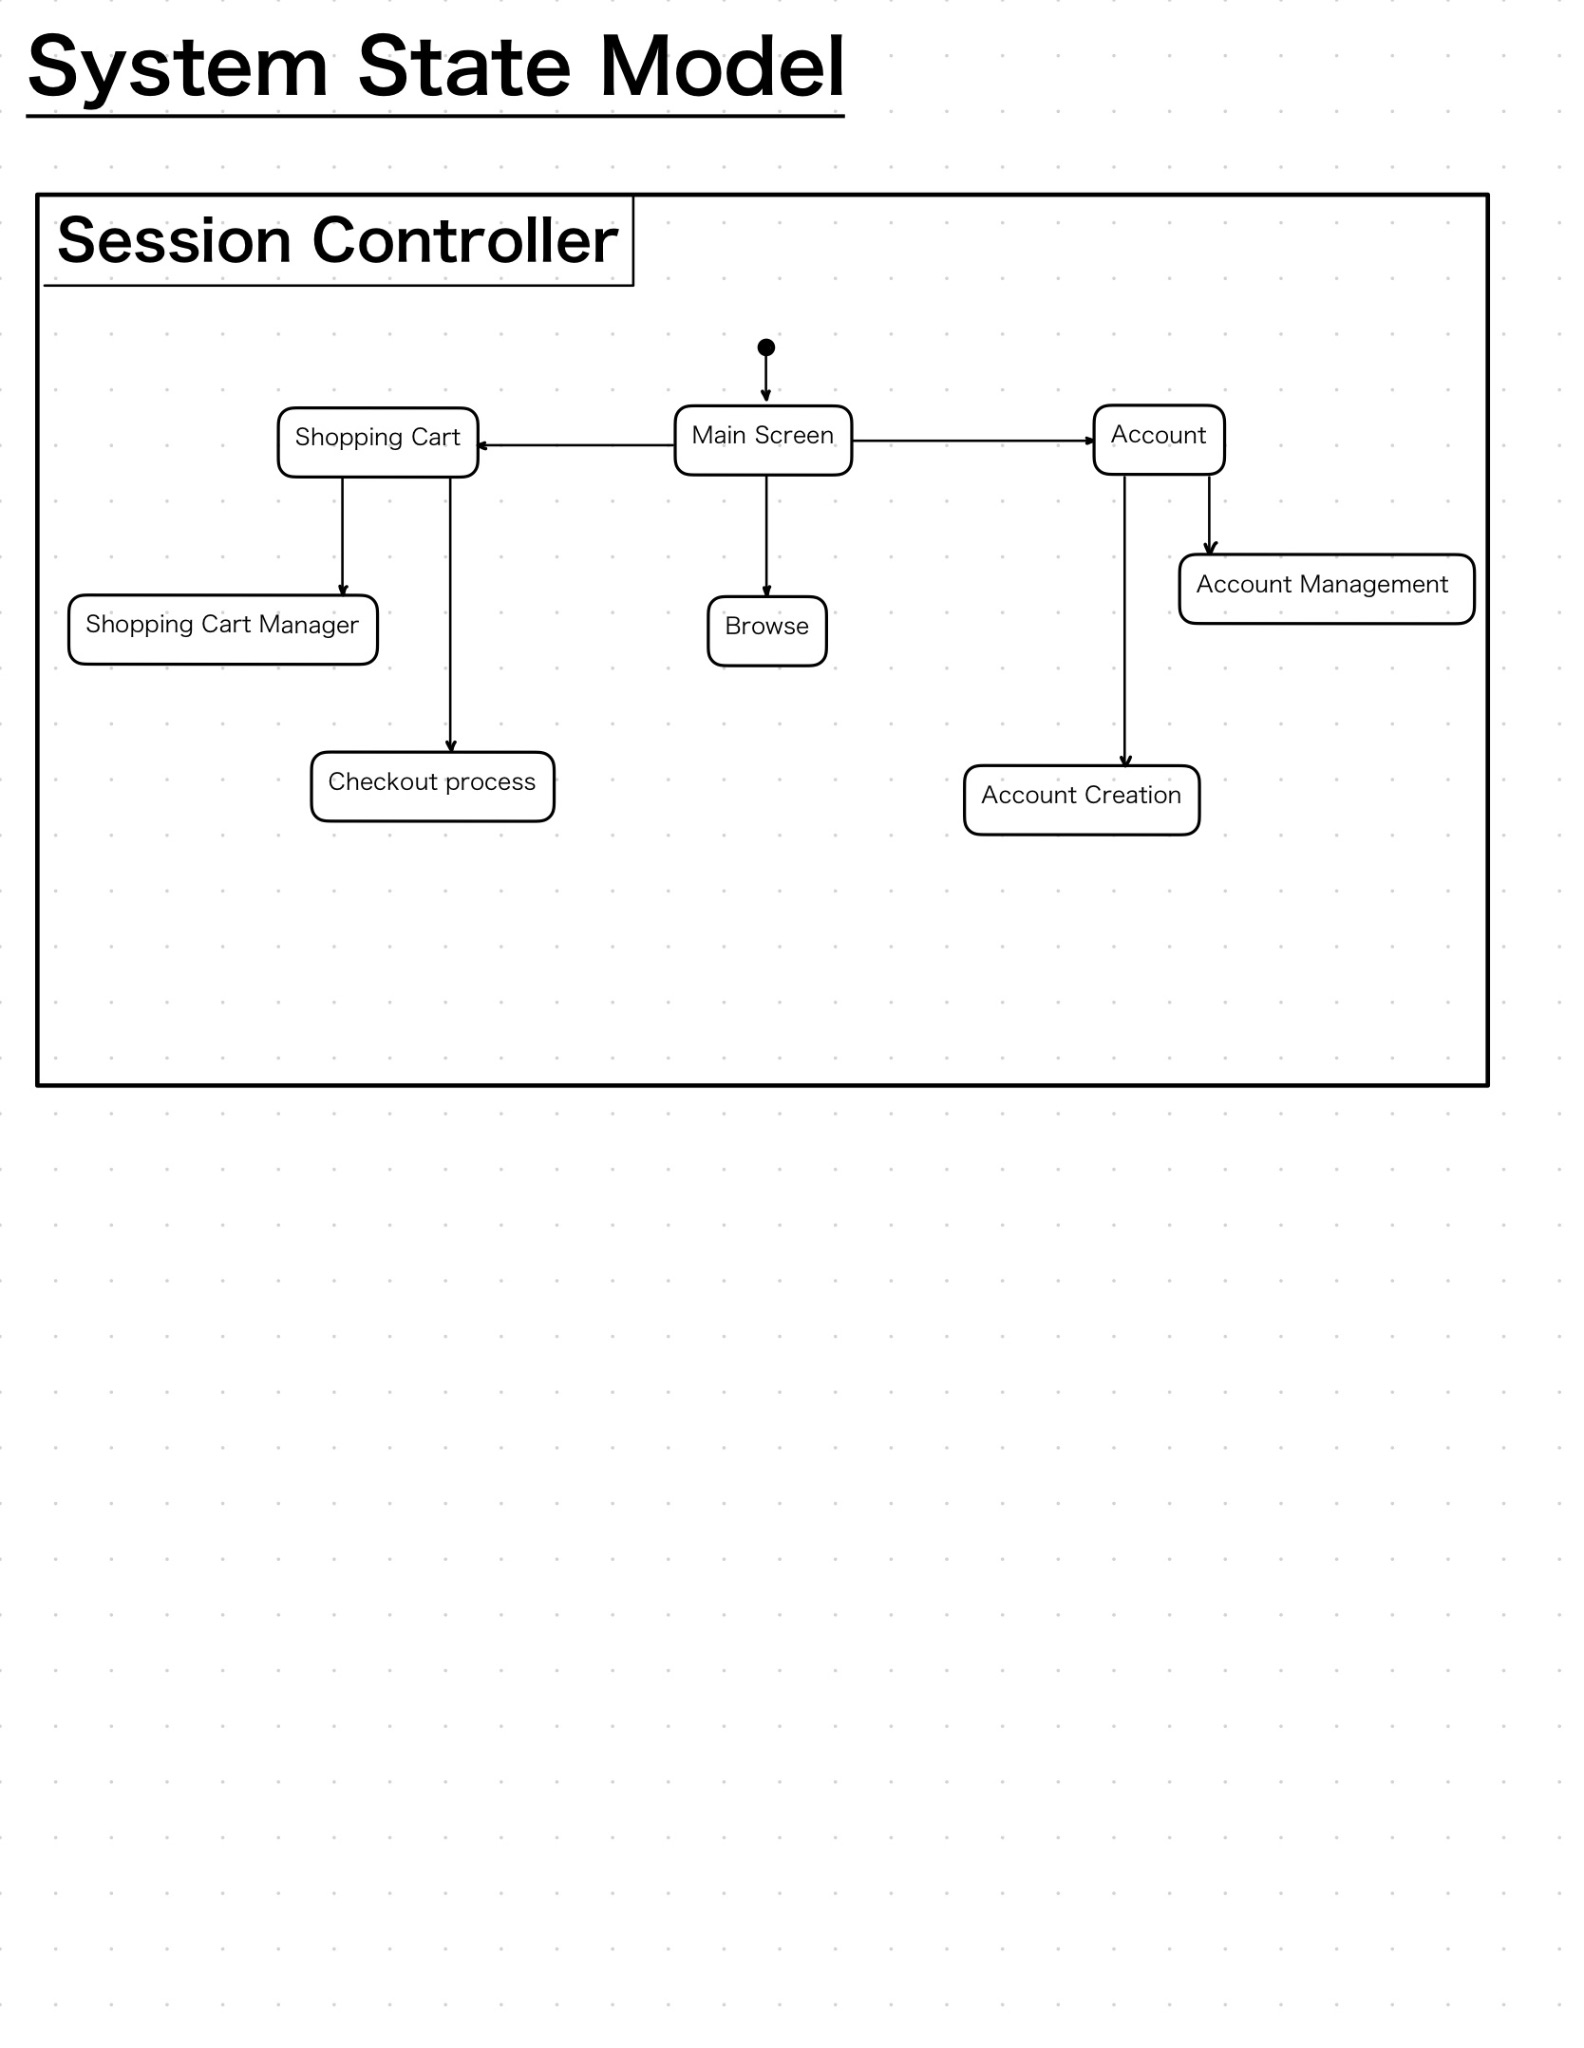 System State Model
Session Controller
Shopping Cart
Main Screen
Account
Account Management
Shopping Cart Manager
Browse
Checkout process
Account Creation